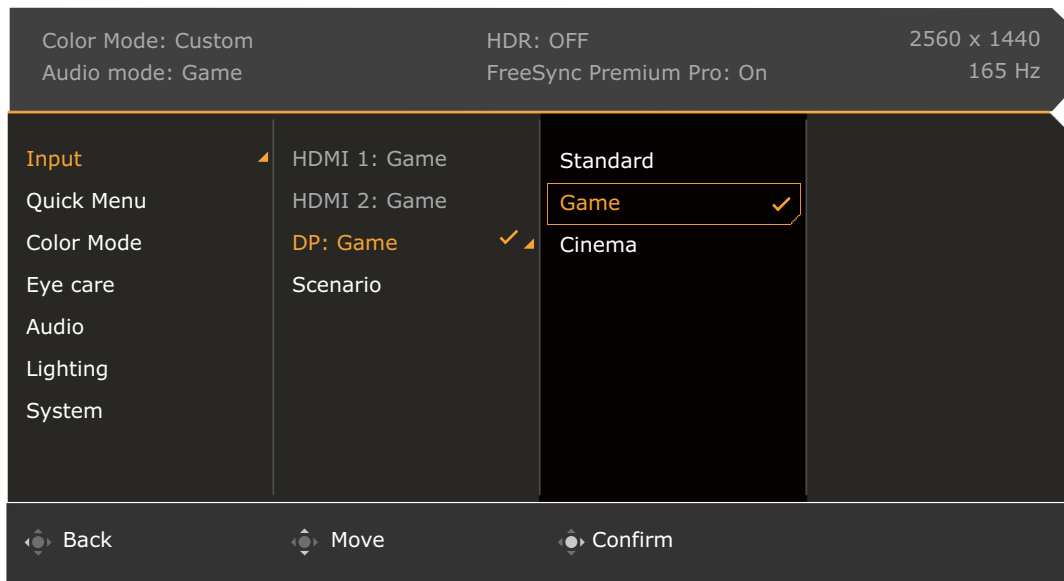 Color Mode: Custom
Audio mode: Game
HDR: OFF
FreeSync Premium Pro: On
2560 x 1440
165 Hz
Input
Quick Menu
Color Mode
Eye care
Audio
Lighting
System
HDMI 1: Game
HDMI 2: Game
DP: Game
Scenario
Standard
Game
Cinema
Back
Move
Confirm